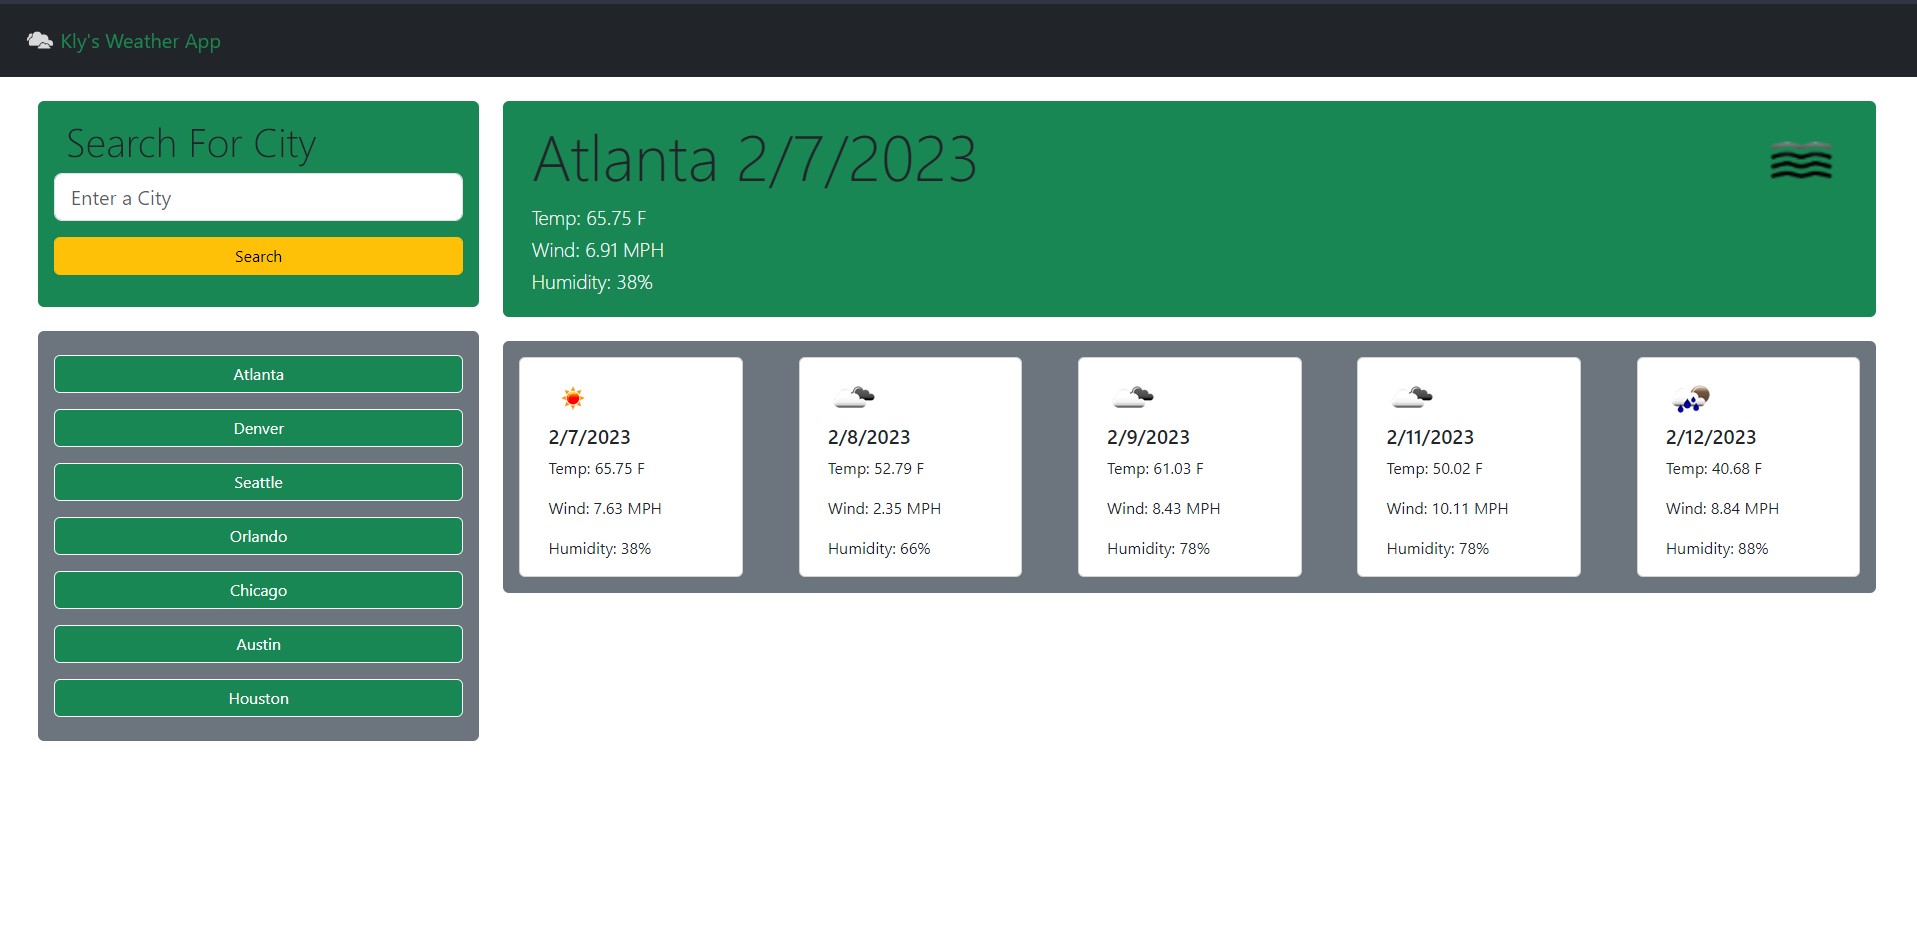 Kly's Weather App
Search For City
Enter a City
Search
Atlanta
Denver
Seattle
Orlando
Chicago
Austin
Houston
Atlanta 2/7/2023
Temp: 65.75 F
Wind: 6.91 MPH
Humidity: 38%
2/7/2023
Temp: 65.75 F
Wind: 7.63 MPH
Humidity: 38%
2/8/2023
Temp: 52.79 F
Wind: 2.35 MPH
Humidity: 66%
2/9/2023
Temp: 61.03 F
Wind: 8.43 MPH
Humidity: 78%
2/11/2023
Temp: 50.02 F
Wind: 10.11 MPH
Humidity: 78%
2/12/2023
Temp: 40.68 F
Wind: 8.84 MPH
Humidity: 88%